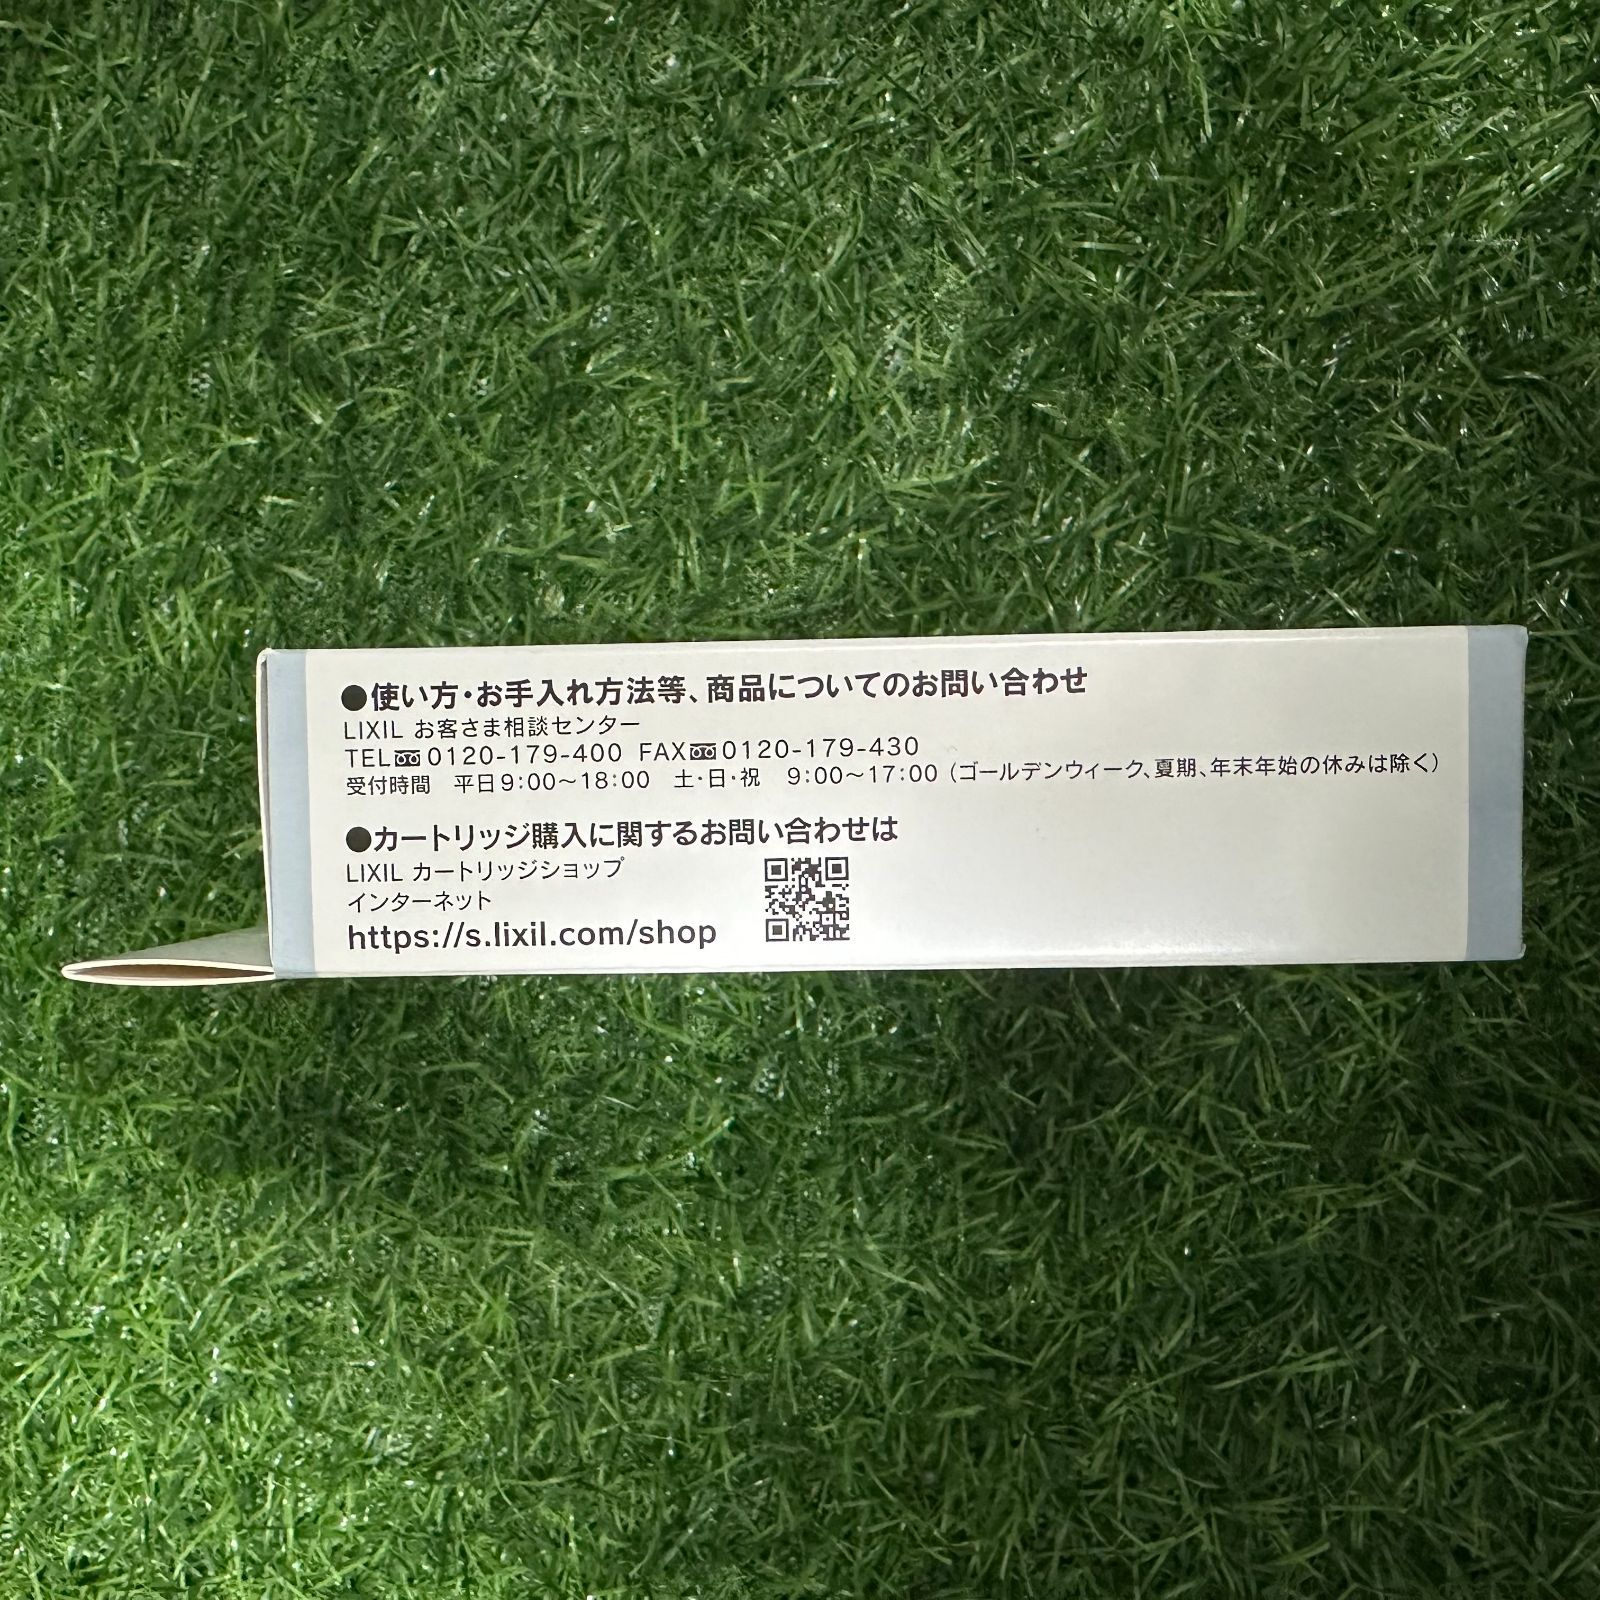 ●使い方・お手入れ方法等、商品についてのお問い合わせ
LIXIL お客さま相談センター
TEL 0120-179-400 FAX 0120-179-430
受付時間　平日9:00〜18:00　土・日・祝　9:00〜17:00（ゴールデンウィーク、夏期、年末年始の休みは除く）
●カートリッジ購入に関するお問い合わせは
LIXIL カートリッジショップ
インターネット
https://s.lixil.com/shop